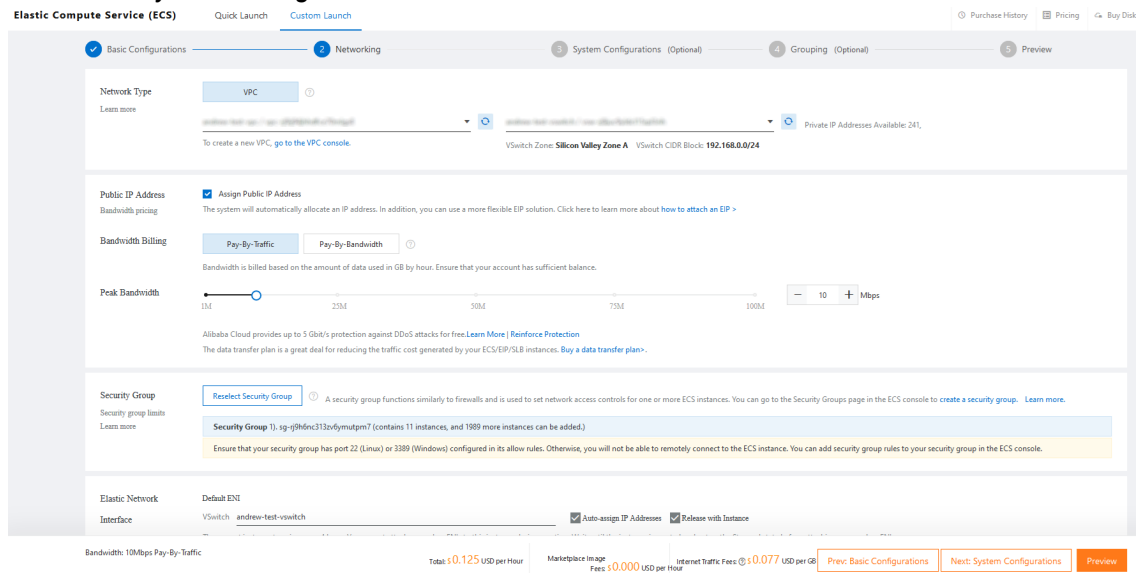 Elastic Compute Service (ECS)
Quick Launch
Custom Launch
Purchase History
Pricing
Buy Disk
Basic Configurations
2 Networking
3 System Configurations (Optional)
4 Grouping (Optional)
5 Preview
Network Type
VPC
Learn more
Private IP Addresses Available: 241,
To create a new VPC, go to the VPC console.
VSwitch Zone: Silicon Valley Zone A VSwitch CIDR Block: 192.168.0.0/24
Public IP Address
Assign Public IP Address
Bandwidth pricing
The system will automatically allocate an IP address. In addition, you can use a more flexible EIP solution. Click here to learn more about how to attach an EIP >
Bandwidth Billing
Pay-By-Traffic
Pay-By-Bandwidth
Bandwidth is billed based on the amount of data used in GB by hour. Ensure that your account has sufficient balance.
Peak Bandwidth
1M 25M 50M 75M 100M
− 10 + Mbps
Alibaba Cloud provides up to 5 Gbit/s protection against DDoS attacks for free.Learn More | Reinforce Protection
The data transfer plan is a great deal for reducing the traffic cost generated by your ECS/EIP/SLB instances. Buy a data transfer plan>.
Security Group
Reselect Security Group
A security group functions similarly to firewalls and is used to set network access controls for one or more ECS instances. You can go to the Security Groups page in the ECS console to create a security group. Learn more.
Security group limits
Learn more
Security Group 1). sg-rj9h6nc313zv6ymutpm7 (contains 11 instances, and 1989 more instances can be added.)
Ensure that your security group has port 22 (Linux) or 3389 (Windows) configured in its allow rules. Otherwise, you will not be able to remotely connect to the ECS instance. You can add security group rules to your security group in the ECS console.
Elastic Network
Interface
Default ENI
VSwitch andrew-test-vswitch
Auto-assign IP Addresses
Release with Instance
Bandwidth: 10Mbps Pay-By-Traffic
Total: $ 0.125 USD per Hour
Marketplace Image
Fees: $ 0.000 USD per Hour
Internet Traffic Fees: $ 0.077 USD per GB
Prev: Basic Configurations
Next: System Configurations
Preview